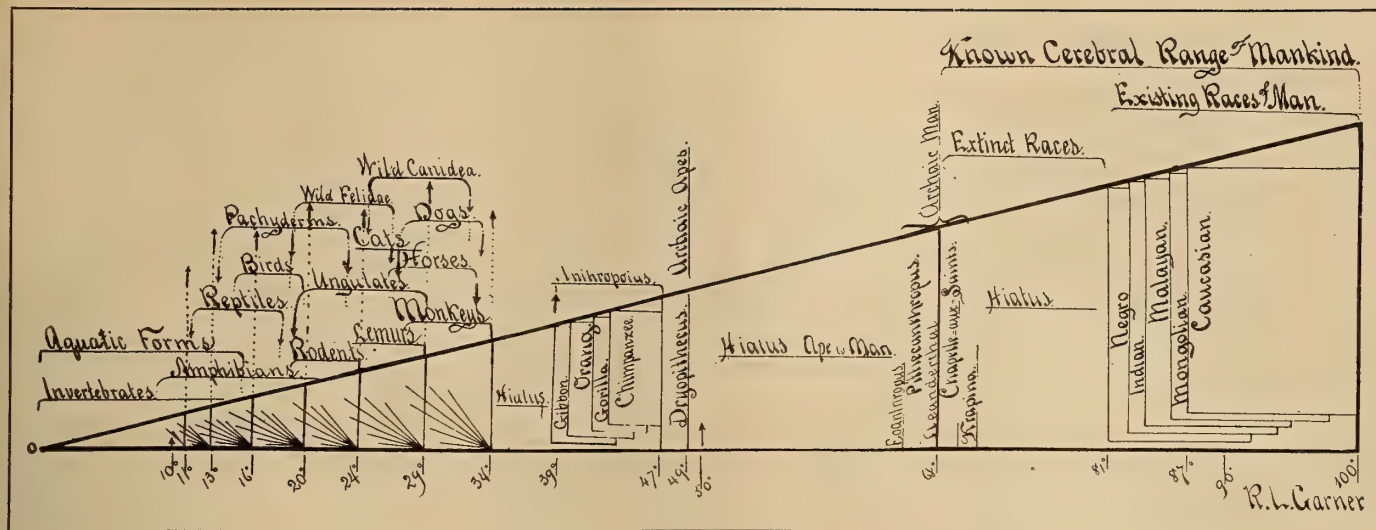 Known Cerebral Range of Mankind.
Existing Races of Man.
Extinct Races.
Archaic Man.
Archaic Apes.
Wild Canidea.
Wild Felidae
Dogs
Pachyderms
Cats
Horses
Birds
Ungulates
Reptiles
Monkeys
Lemurs
Aquatic Forms
Rodents
Amphibians
Invertebrates
Hiatus
Gibbon
Orang
Gorilla
Chimpanzee
Dryopithecus
Hiatus Ape to Man
Eoanthropus
Pithecanthropus
Neanderthal
Chapelle-aux-Saints
Krapina
Hiatus
Negro
Indian
Malayan
Mongolian
Caucasian
0
10°
11°
13°
16°
20°
24°
29°
34°
39°
47°
49°
50°
81°
87°
100°
R.L.Garner